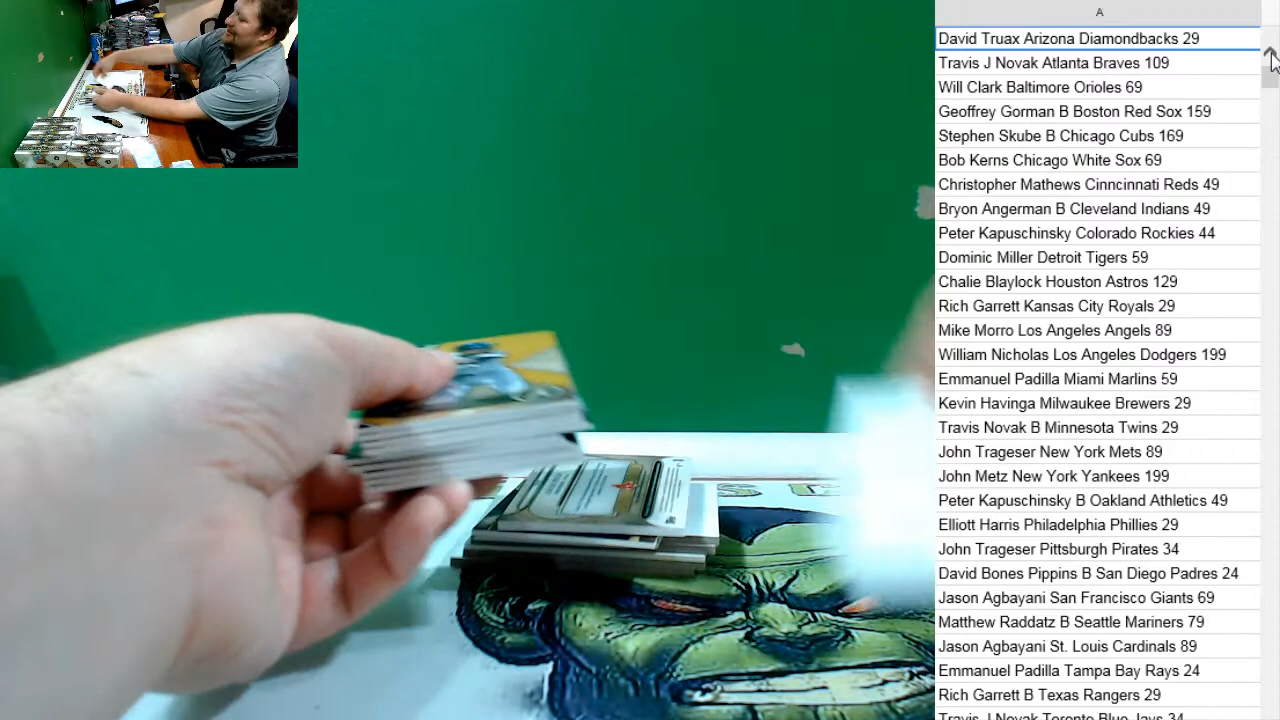 A
David Truax Arizona Diamondbacks 29
Travis J Novak Atlanta Braves 109
Will Clark Baltimore Orioles 69
Geoffrey Gorman B Boston Red Sox 159
Stephen Skube B Chicago Cubs 169
Bob Kerns Chicago White Sox 69
Christopher Mathews Cinncinnati Reds 49
Bryon Angerman B Cleveland Indians 49
Peter Kapuschinsky Colorado Rockies 44
Dominic Miller Detroit Tigers 59
Chalie Blaylock Houston Astros 129
Rich Garrett Kansas City Royals 29
Mike Morro Los Angeles Angels 89
William Nicholas Los Angeles Dodgers 199
Emmanuel Padilla Miami Marlins 59
Kevin Havinga Milwaukee Brewers 29
Travis Novak B Minnesota Twins 29
John Trageser New York Mets 89
John Metz New York Yankees 199
Peter Kapuschinsky B Oakland Athletics 49
Elliott Harris Philadelphia Phillies 29
John Trageser Pittsburgh Pirates 34
David Bones Pippins B San Diego Padres 24
Jason Agbayani San Francisco Giants 69
Matthew Raddatz B Seattle Mariners 79
Jason Agbayani St. Louis Cardinals 89
Emmanuel Padilla Tampa Bay Rays 24
Rich Garrett B Texas Rangers 29
Travis J Novak Toronto Blue Jays 34